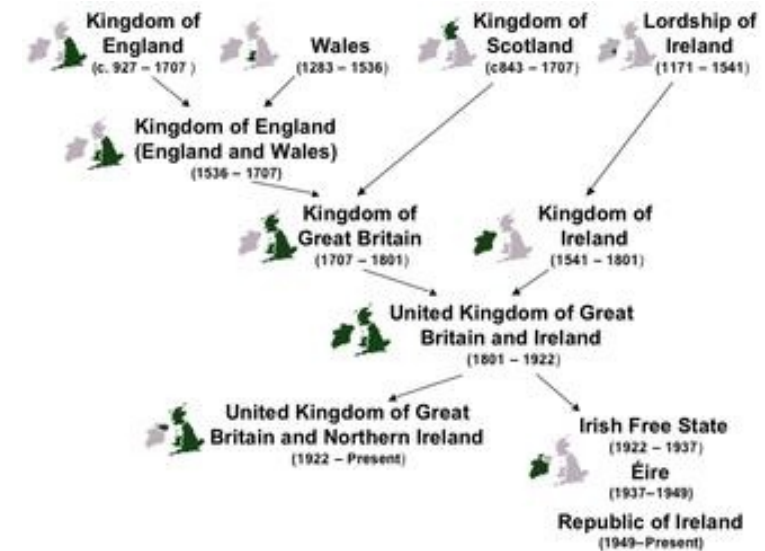 Kingdom of
England
(c. 927 – 1707 )
Wales
(1283 – 1536)
Kingdom of
Scotland
(c843 – 1707)
Lordship of
Ireland
(1171 – 1541)
Kingdom of England
(England and Wales)
(1536 – 1707)
Kingdom of
Great Britain
(1707 – 1801)
Kingdom of
Ireland
(1541 – 1801)
United Kingdom of Great
Britain and Ireland
(1801 – 1922)
United Kingdom of Great
Britain and Northern Ireland
(1922 – Present)
Irish Free State
(1922 – 1937)
Éire
(1937–1949)
Republic of Ireland
(1949–Present)